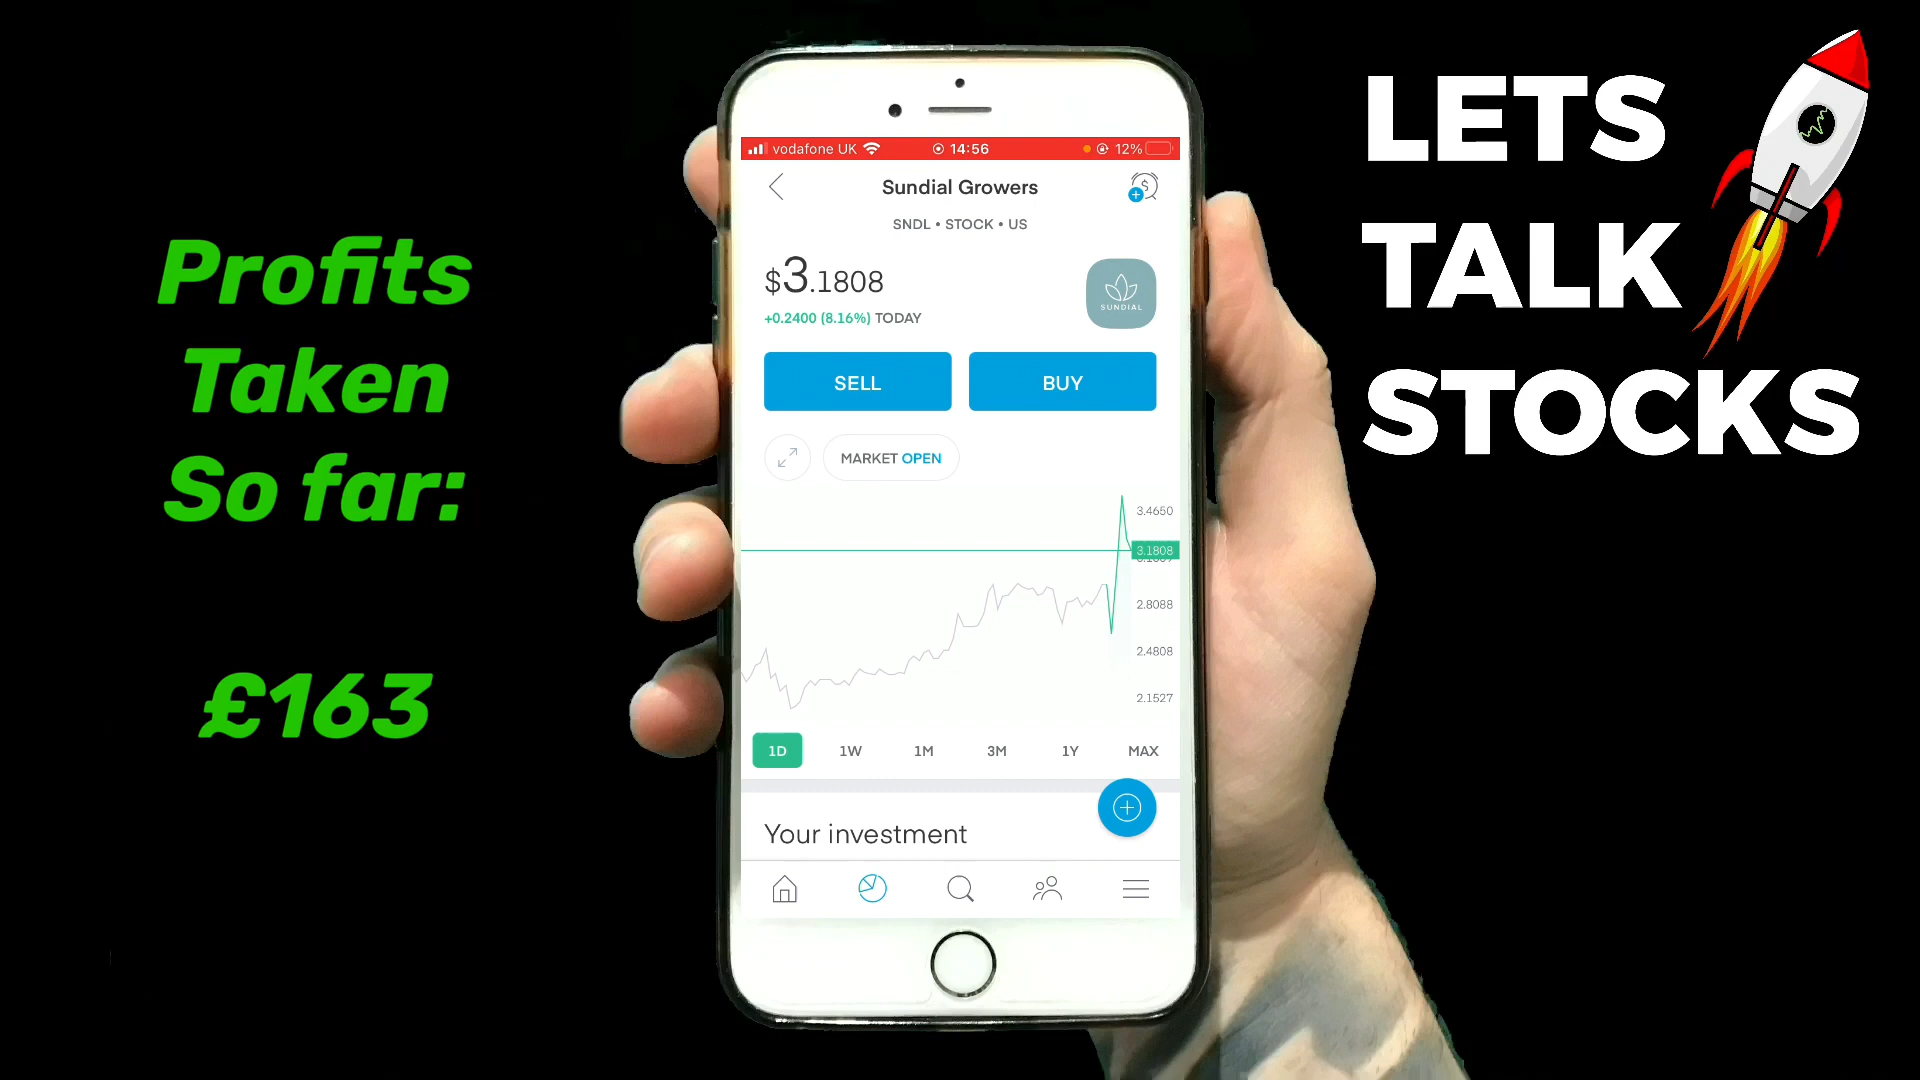 Profits
Taken
So far:
£163
vodafone UK 14:56 12%
Sundial Growers
SNDL • STOCK • US
$3.1808
+0.2400 (8.16%) TODAY
SUNDIAL
SELL BUY
MARKET OPEN
3.4650
3.1808
2.8088
2.4808
2.1527
1D 1W 1M 3M 1Y MAX
Your investment
LETS
TALK
STOCKS